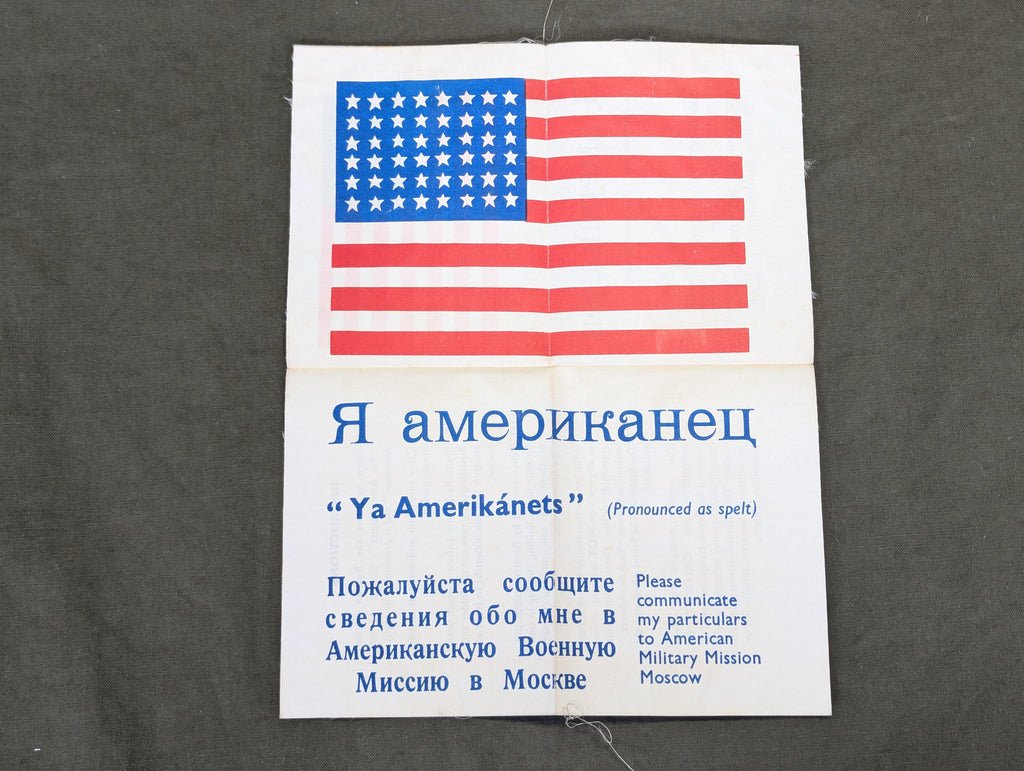 Я американец
“Ya Amerikánets” (Pronounced as spelt)
Пожалуйста сообщите
сведения обо мне в
Американскую Военную
Миссию в Москве
Please
communicate
my particulars
to American
Military Mission
Moscow